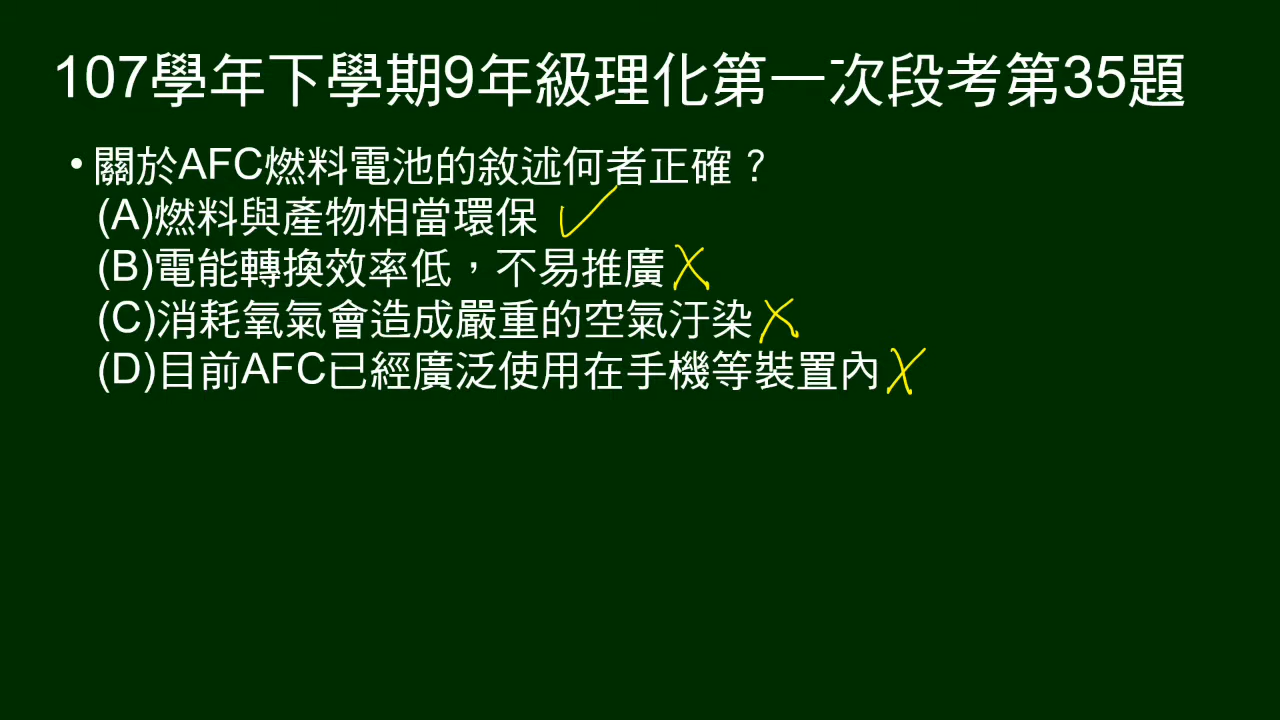 107學年下學期9年級理化第一次段考第35題
• 關於AFC燃料電池的敘述何者正確？
(A)燃料與產物相當環保 ✓
(B)電能轉換效率低，不易推廣 ✗
(C)消耗氧氣會造成嚴重的空氣汙染 ✗
(D)目前AFC已經廣泛使用在手機等裝置內 ✗